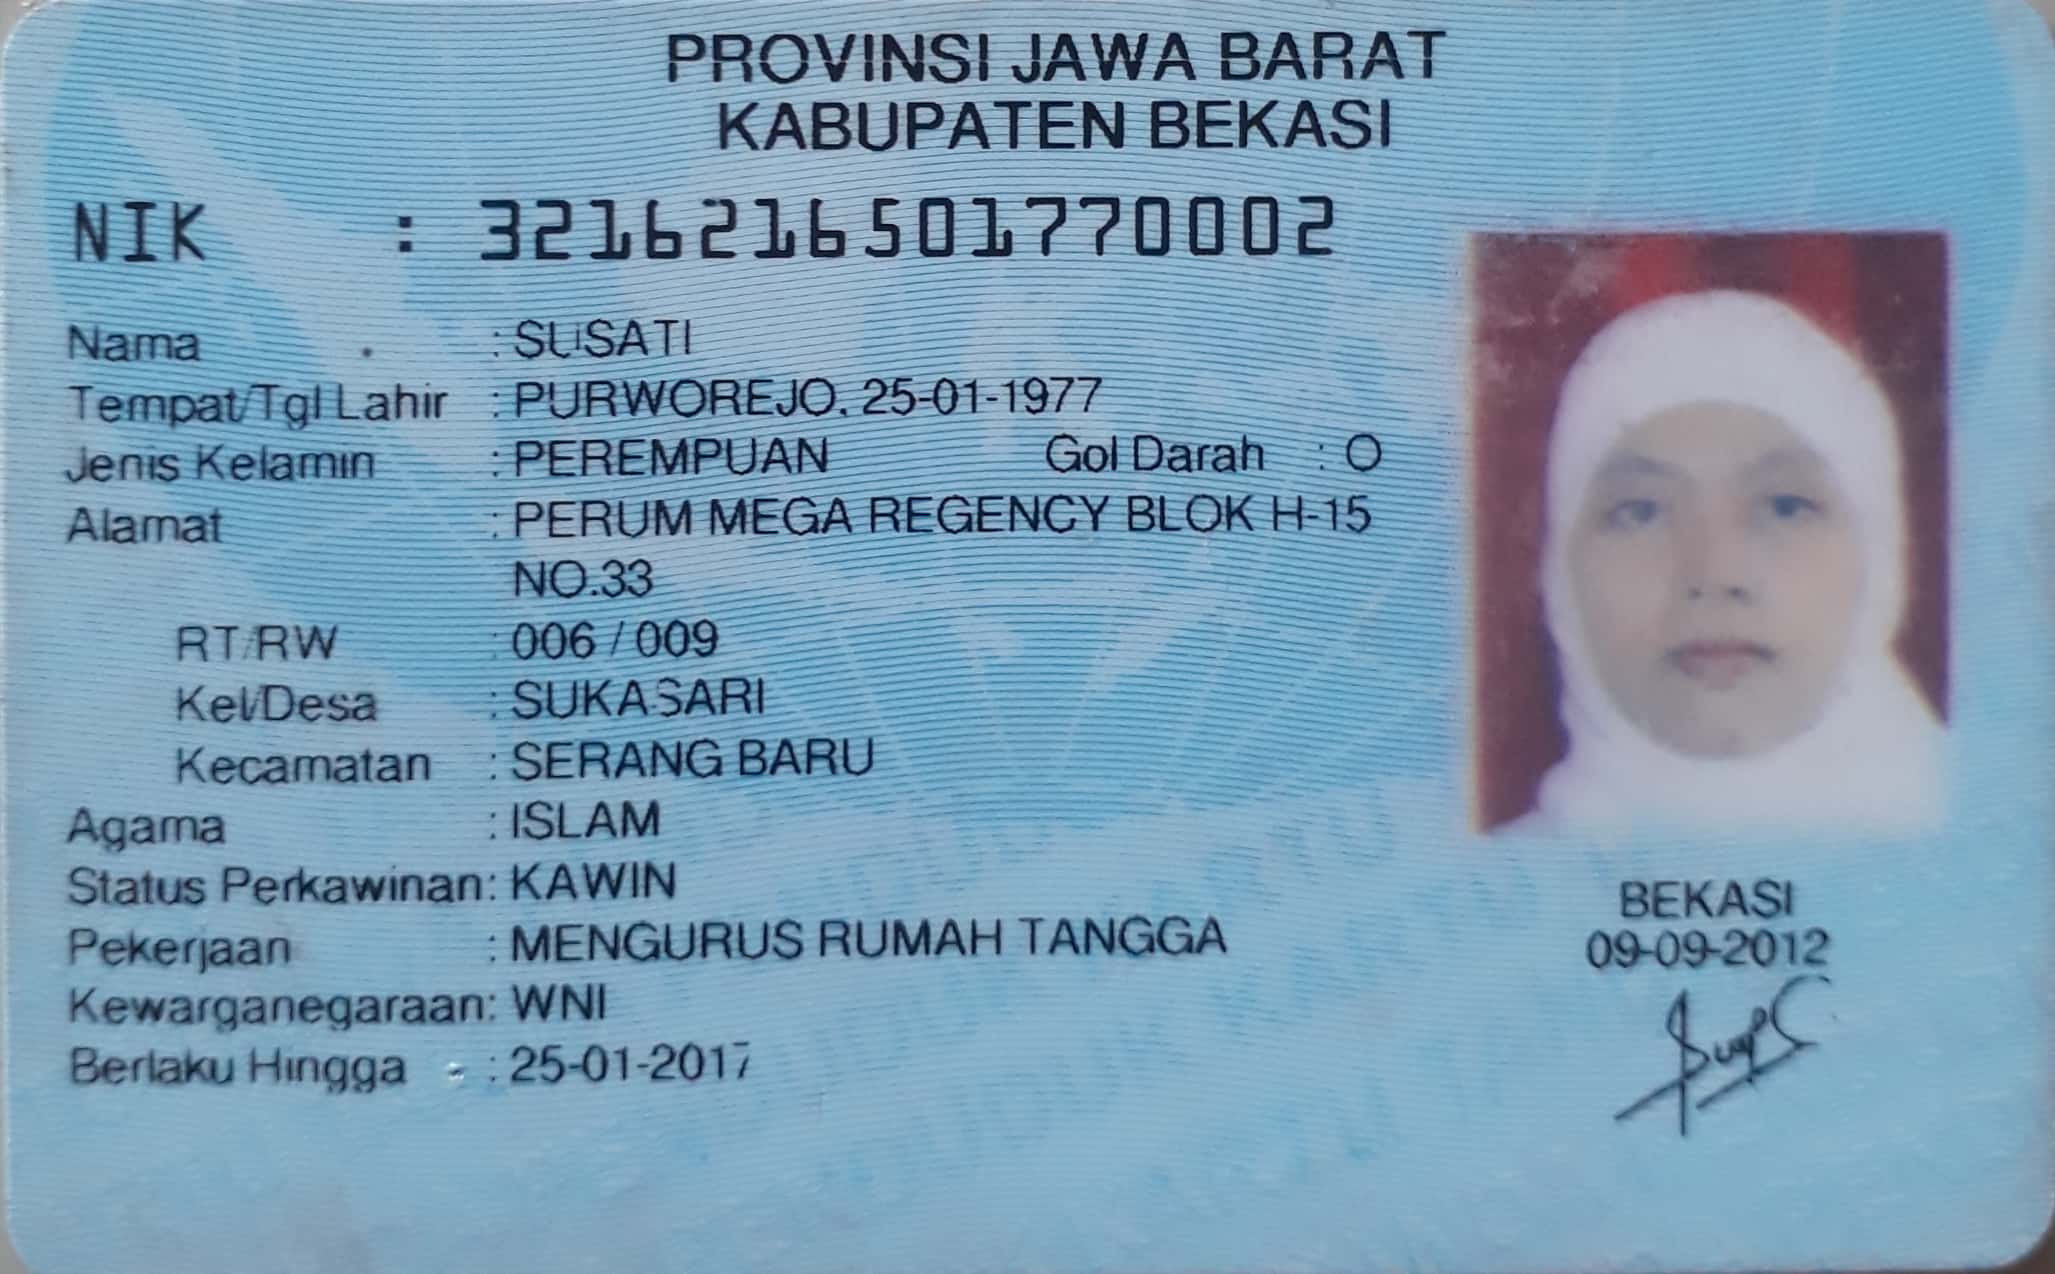 PROVINSI JAWA BARAT
KABUPATEN BEKASI
NIK : 3216216501770002
Nama : SUSATI
Tempat/Tgl Lahir : PURWOREJO, 25-01-1977
Jenis Kelamin : PEREMPUAN Gol Darah : O
Alamat : PERUM MEGA REGENCY BLOK H-15
NO.33
RT/RW : 006 / 009
Kel/Desa : SUKASARI
Kecamatan : SERANG BARU
Agama : ISLAM
Status Perkawinan: KAWIN
Pekerjaan : MENGURUS RUMAH TANGGA
Kewarganegaraan: WNI
Berlaku Hingga : 25-01-2017
BEKASI
09-09-2012